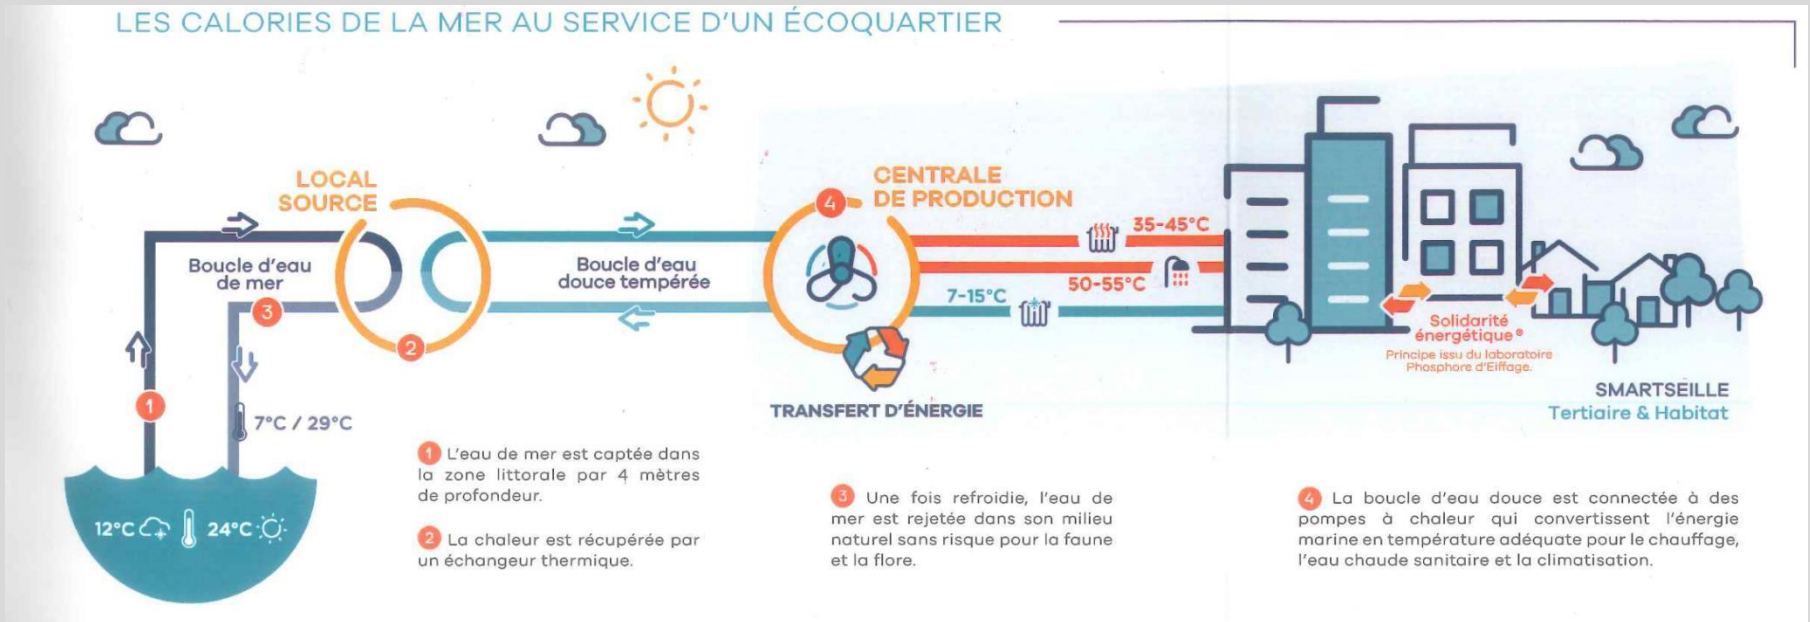 LES CALORIES DE LA MER AU SERVICE D'UN ÉCOQUARTIER
LOCAL
SOURCE
Boucle d'eau
de mer
3
2
1
7°C / 29°C
12°C
24°C
Boucle d'eau
douce tempérée
4
CENTRALE
DE PRODUCTION
35-45°C
50-55°C
7-15°C
TRANSFERT D'ÉNERGIE
Solidarité
énergétique®
Principe issu du laboratoire
Phosphore d'Eiffage.
SMARTSEILLE
Tertiaire & Habitat
1 L'eau de mer est captée dans
la zone littorale par 4 mètres
de profondeur.
2 La chaleur est récupérée par
un échangeur thermique.
3 Une fois refroidie, l'eau de
mer est rejetée dans son milieu
naturel sans risque pour la faune
et la flore.
4 La boucle d'eau douce est connectée à des
pompes à chaleur qui convertissent l'énergie
marine en température adéquate pour le chauffage,
l'eau chaude sanitaire et la climatisation.